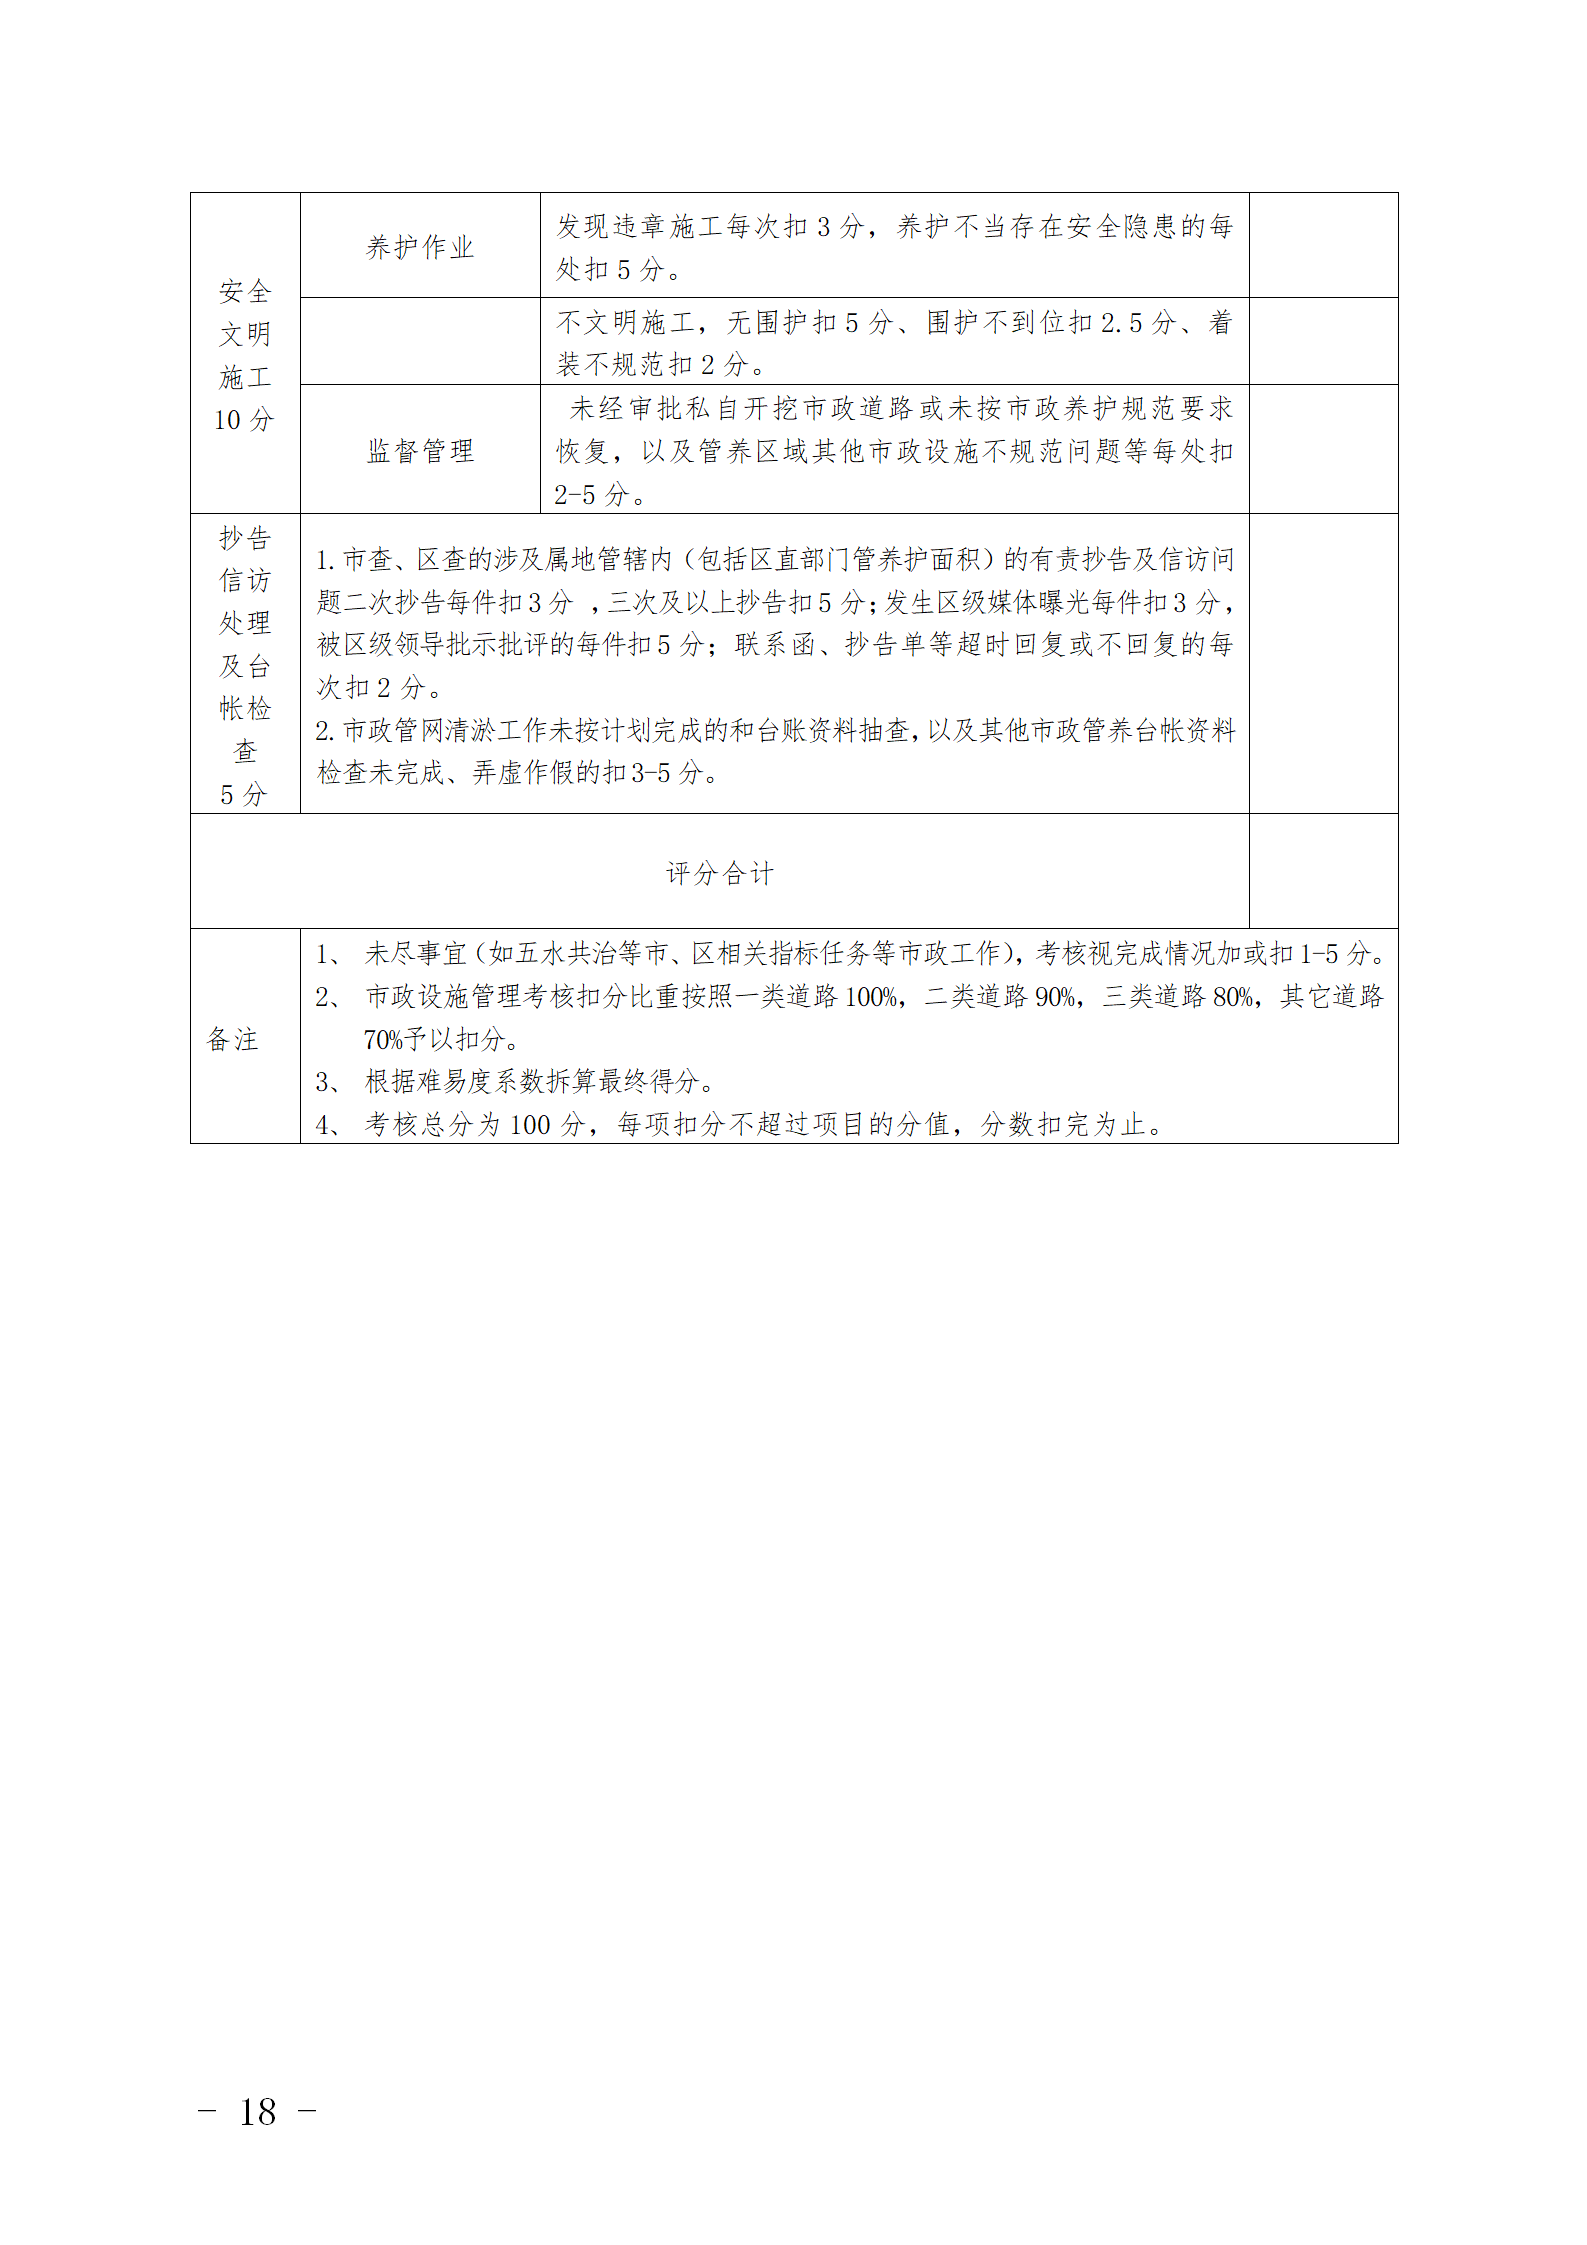 安全
文明
施工
10 分
养护作业
发现违章施工每次扣 3 分，养护不当存在安全隐患的每
处扣 5 分。
不文明施工，无围护扣 5 分、围护不到位扣 2.5 分、着
装不规范扣 2 分。
监督管理
未经审批私自开挖市政道路或未按市政养护规范要求
恢复，以及管养区域其他市政设施不规范问题等每处扣
2-5 分。
抄告
信访
处理
及台
帐检
查
5 分
1.市查、区查的涉及属地管辖内（包括区直部门管养护面积）的有责抄告及信访问
题二次抄告每件扣 3 分 ，三次及以上抄告扣 5 分；发生区级媒体曝光每件扣 3 分，
被区级领导批示批评的每件扣 5 分；联系函、抄告单等超时回复或不回复的每
次扣 2 分。
2.市政管网清淤工作未按计划完成的和台账资料抽查，以及其他市政管养台帐资料
检查未完成、弄虚作假的扣 3-5 分。
评分合计
备注
1、 未尽事宜（如五水共治等市、区相关指标任务等市政工作），考核视完成情况加或扣 1-5 分。
2、 市政设施管理考核扣分比重按照一类道路 100%，二类道路 90%，三类道路 80%，其它道路
70%予以扣分。
3、 根据难易度系数拆算最终得分。
4、 考核总分为 100 分，每项扣分不超过项目的分值，分数扣完为止。
- 18 -